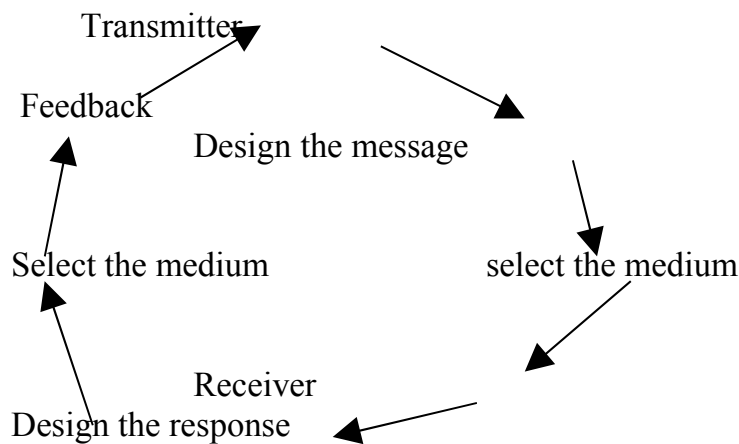 Transmitter
Feedback
Design the message
Select the medium select the medium
Receiver
Design the response